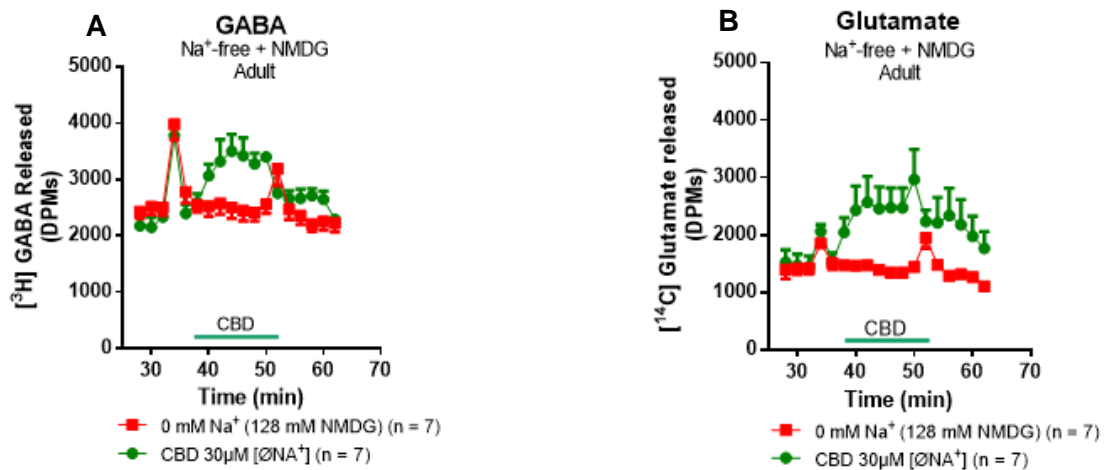 A
GABA
Na⁺-free + NMDG
Adult
[³H] GABA Released
(DPMs)
5000
4000
3000
2000
1000
0
CBD
30 40 50 60 70
Time (min)
0 mM Na⁺ (128 mM NMDG) (n = 7)
CBD 30µM [ØNA⁺] (n = 7)
B
Glutamate
Na⁺-free + NMDG
Adult
[¹⁴C] Glutamate released
(DPMs)
5000
4000
3000
2000
1000
0
CBD
30 40 50 60 70
Time (min)
0 mM Na⁺ (128 mM NMDG) (n = 7)
CBD 30µM [ØNA⁺] (n = 7)